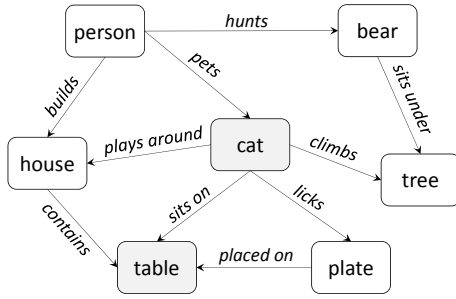 person
hunts
bear
pets
builds
sits under
plays around
cat
climbs
house
tree
contains
sits on
licks
table
placed on
plate